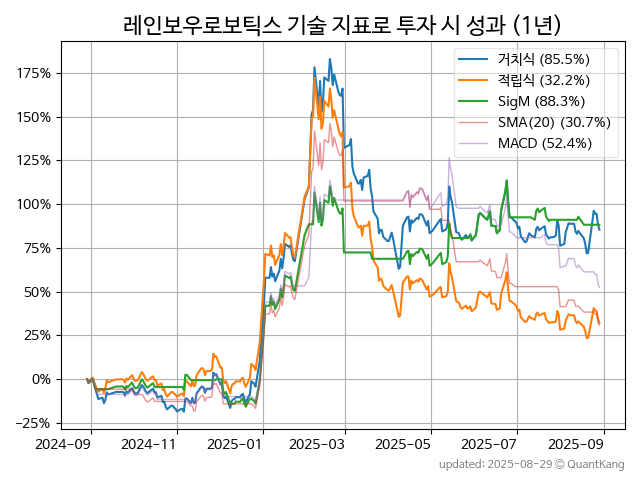 레인보우로보틱스 기술 지표로 투자 시 성과 (1년)
거치식 (85.5%)
적립식 (32.2%)
SigM (88.3%)
SMA(20) (30.7%)
MACD (52.4%)
175%
150%
125%
100%
75%
50%
25%
0%
−25%
2024-09 2024-11 2025-01 2025-03 2025-05 2025-07 2025-09
updated: 2025-08-29 © QuantKang